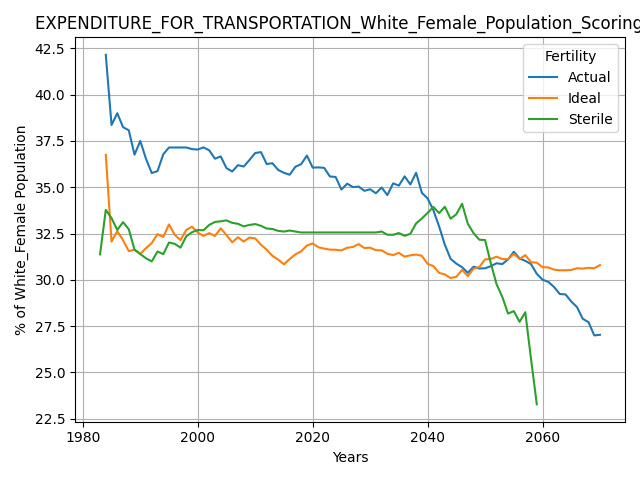 EXPENDITURE_FOR_TRANSPORTATION_White_Female_Population_Scoring
Fertility
Actual
Ideal
Sterile
% of White_Female Population
42.5
40.0
37.5
35.0
32.5
30.0
27.5
25.0
22.5
1980 2000 2020 2040 2060
Years